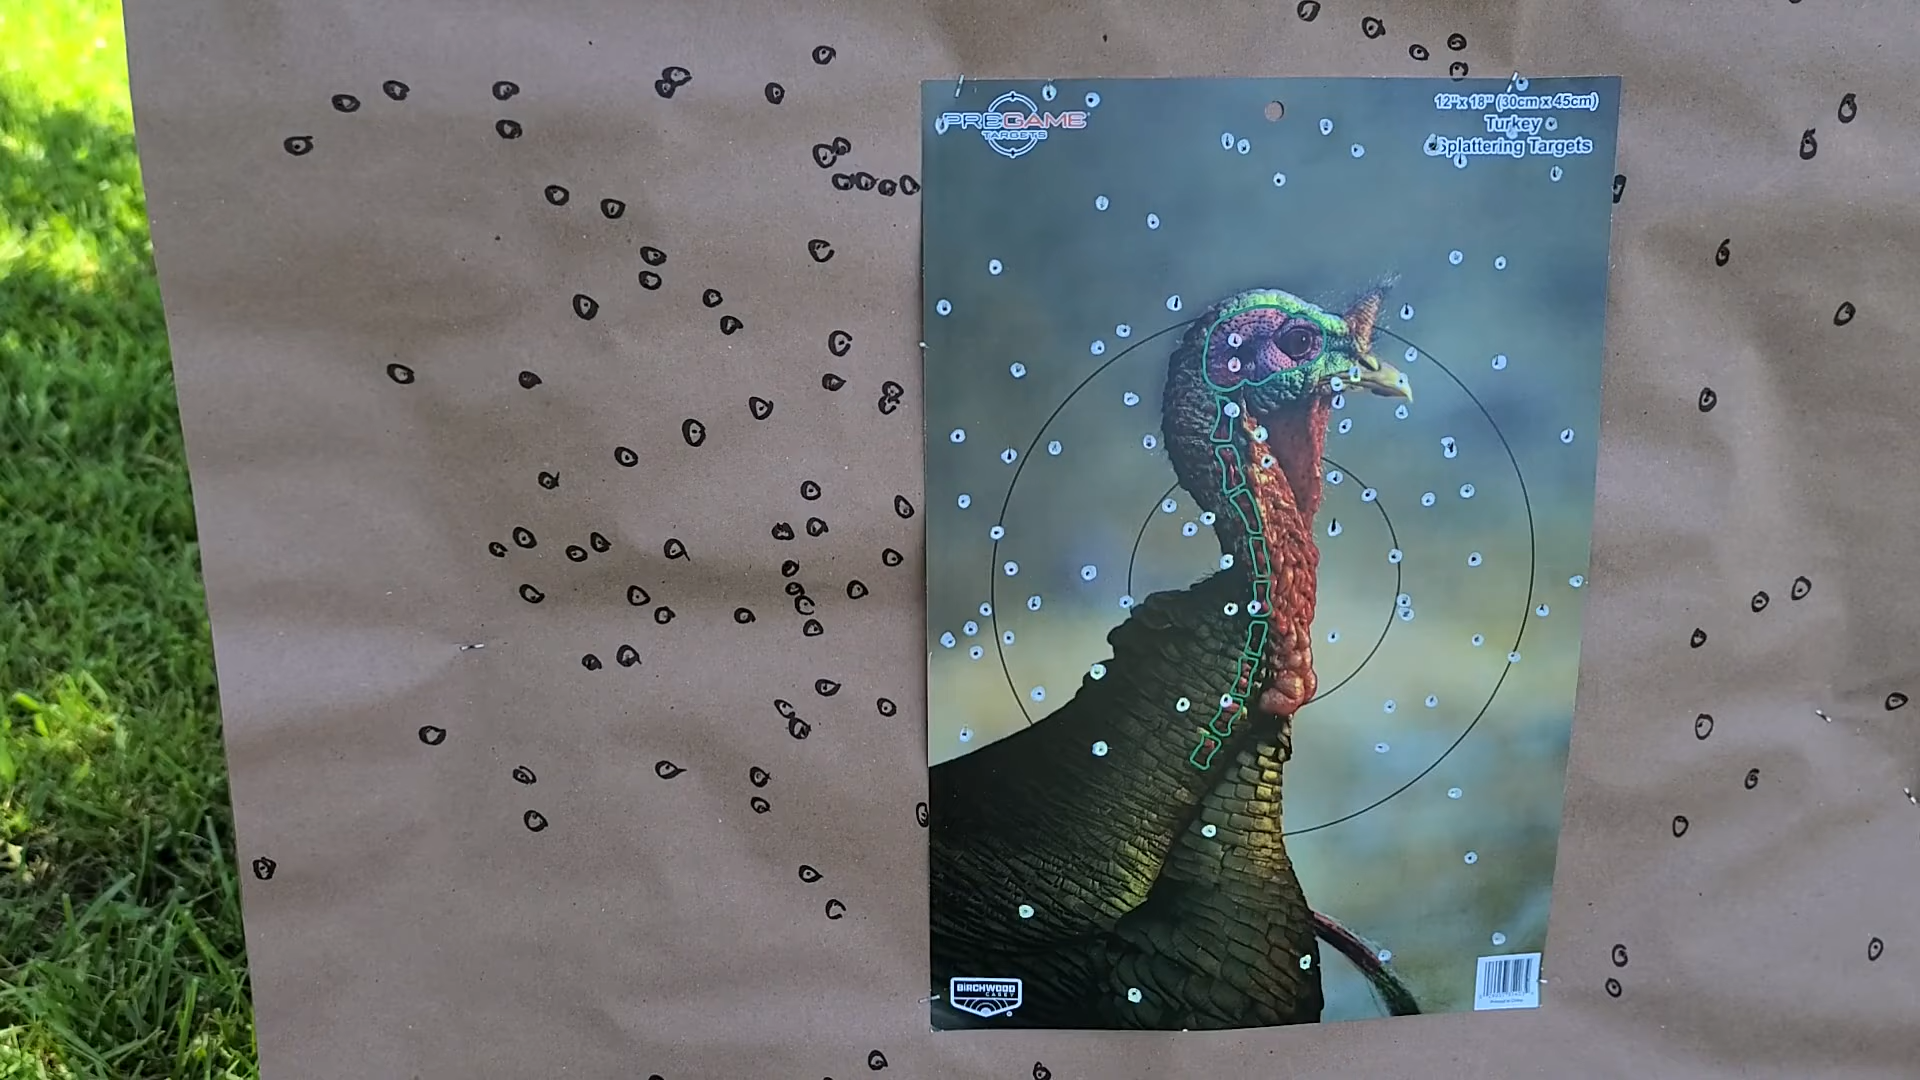 PREGAME
TARGETS
12"x 18" (30cm x 45cm)
Turkey
Splattering Targets
BIRCHWOOD
CASEY